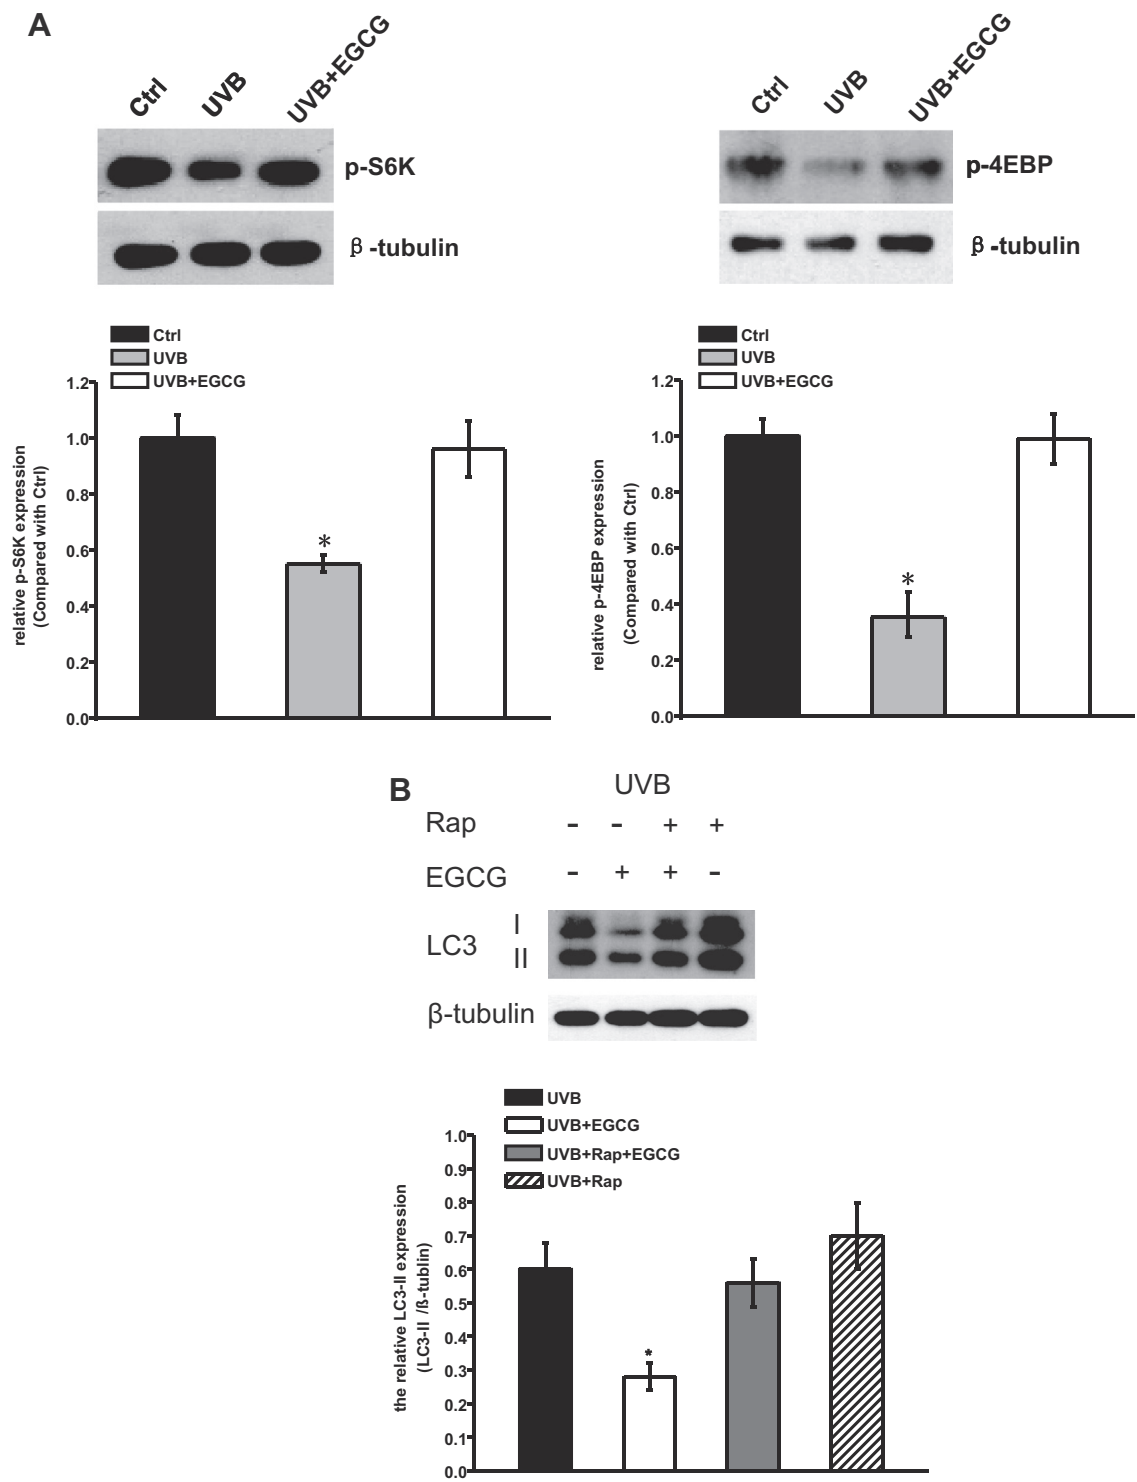 A
Ctrl UVB UVB+EGCG
p-S6K
β-tubulin
Ctrl UVB UVB+EGCG
p-4EBP
β-tubulin
Ctrl
UVB
UVB+EGCG
1.2
1.0
0.8
0.6
0.4
0.2
0.0
relative p-S6K expression
(Compared with Ctrl)
*
Ctrl
UVB
UVB+EGCG
1.2
1.0
0.8
0.6
0.4
0.2
0.0
relative p-4EBP expression
(Compared with Ctrl)
*
B
UVB
Rap - - + +
EGCG - + + -
LC3
I
II
β-tubulin
UVB
UVB+EGCG
UVB+Rap+EGCG
UVB+Rap
1.0
0.9
0.8
0.7
0.6
0.5
0.4
0.3
0.2
0.1
0.0
the relative LC3-II expression
(LC3-II /ß-tublin)
*